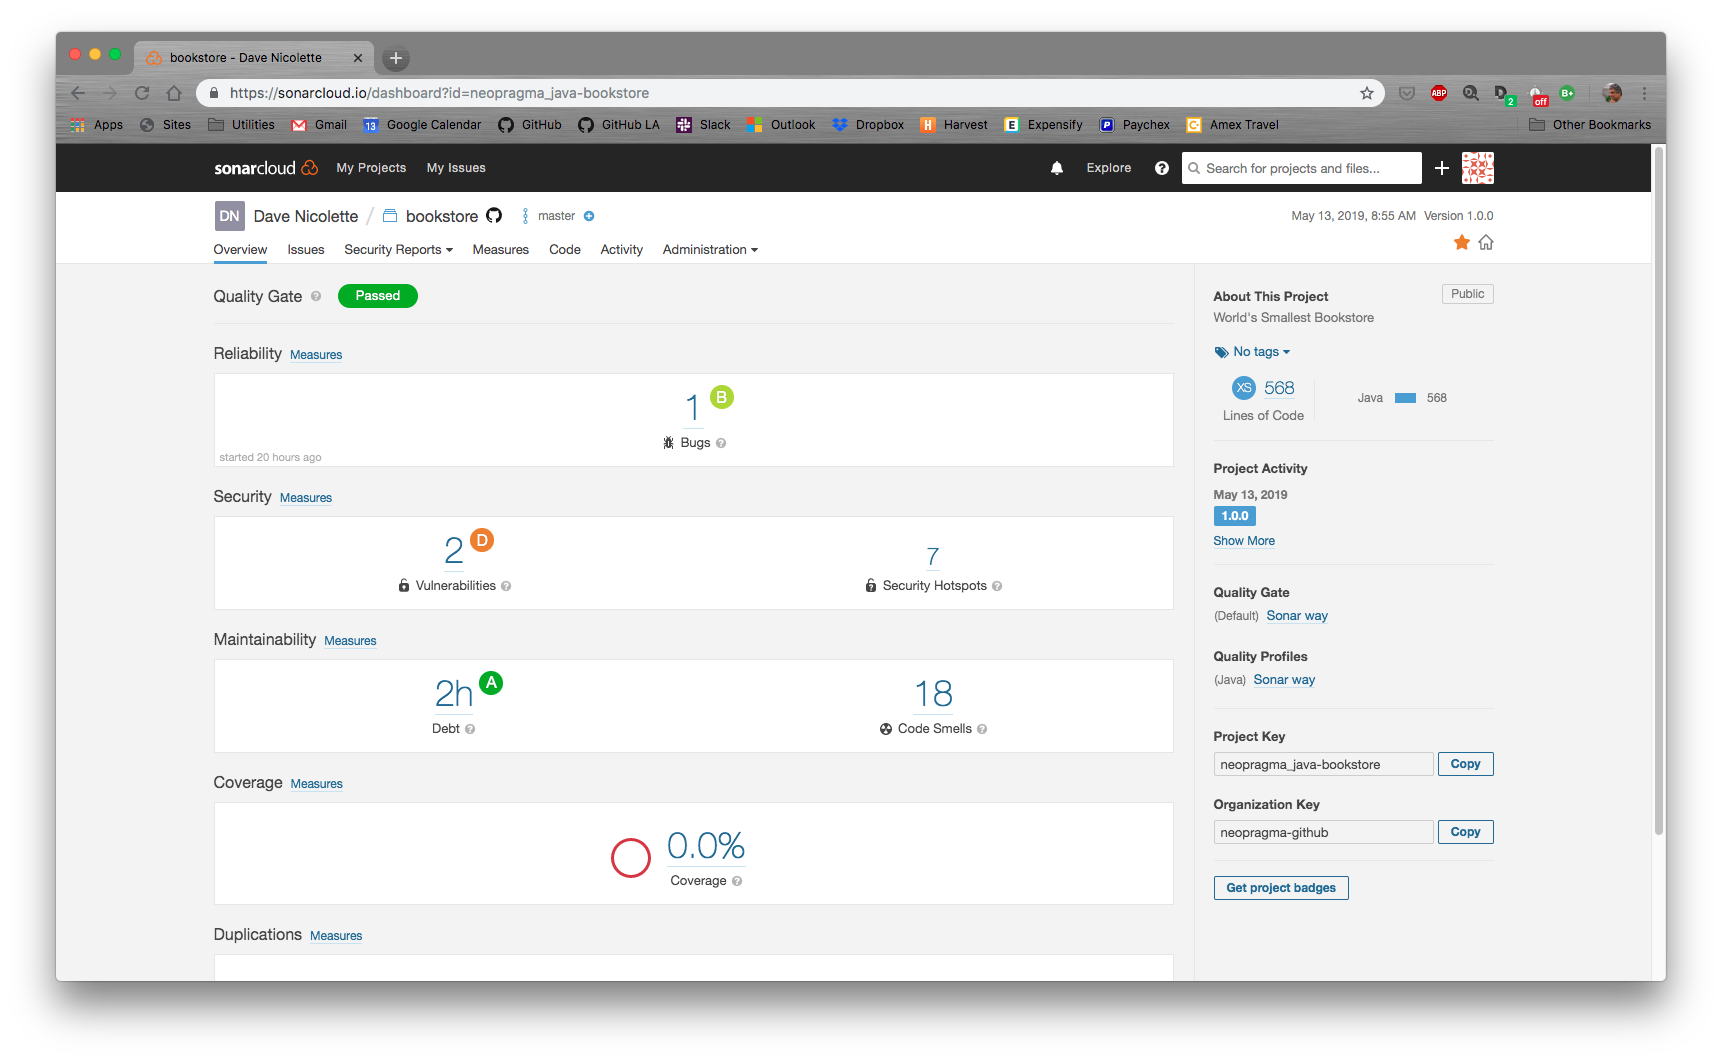 bookstore - Dave Nicolette
https://sonarcloud.io/dashboard?id=neopragma_java-bookstore
ABP 2 off B+
Apps Sites Utilities Gmail 13 Google Calendar GitHub GitHub LA Slack Outlook Dropbox H Harvest E Expensify P Paychex C Amex Travel Other Bookmarks
sonarcloud My Projects My Issues Explore ? Search for projects and files... +
DN Dave Nicolette / bookstore master May 13, 2019, 8:55 AM Version 1.0.0
Overview Issues Security Reports Measures Code Activity Administration
Quality Gate ? Passed
Reliability Measures
1 B
Bugs ?
started 20 hours ago
Security Measures
2 D
Vulnerabilities ?
7
Security Hotspots ?
Maintainability Measures
2h A
Debt ?
18
Code Smells ?
Coverage Measures
0.0%
Coverage ?
Duplications Measures
About This Project Public
World's Smallest Bookstore
No tags
XS 568
Lines of Code
Java 568
Project Activity
May 13, 2019
1.0.0
Show More
Quality Gate
(Default) Sonar way
Quality Profiles
(Java) Sonar way
Project Key
neopragma_java-bookstore Copy
Organization Key
neopragma-github Copy
Get project badges